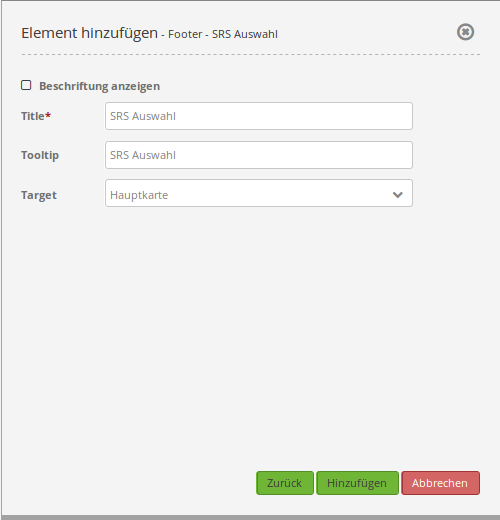 Element hinzufügen - Footer - SRS Auswahl
Beschriftung anzeigen
Title* SRS Auswahl
Tooltip SRS Auswahl
Target Hauptkarte
Zurück Hinzufügen Abbrechen